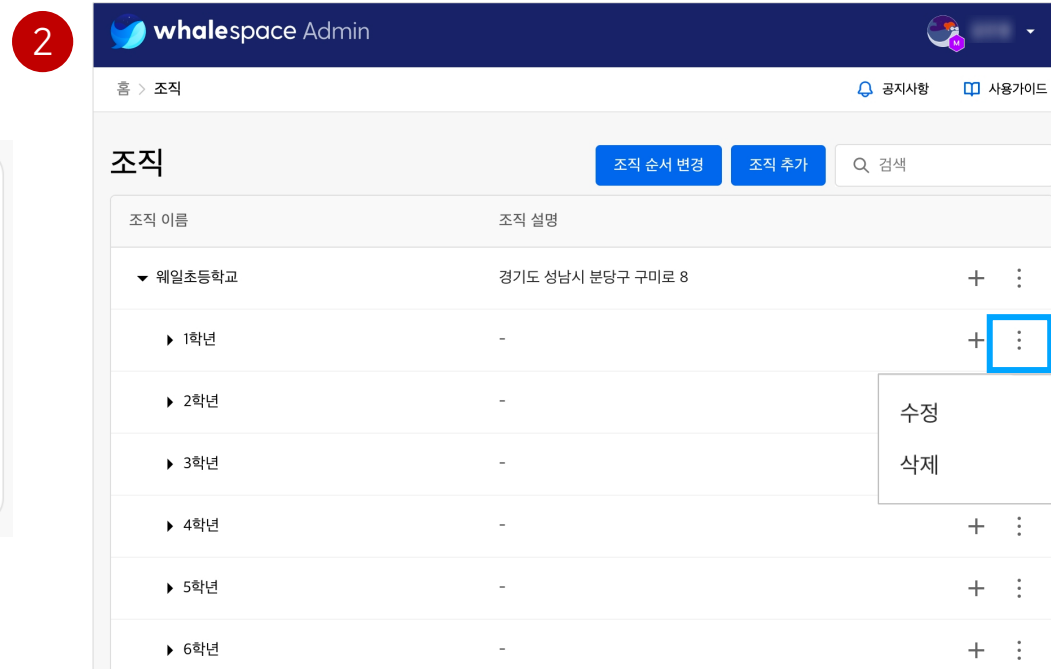 2
whalespace Admin
M
홈 > 조직
공지사항
사용가이드
조직
조직 순서 변경
조직 추가
검색
조직 이름
조직 설명
웨일초등학교
경기도 성남시 분당구 구미로 8
1학년
-
수정
삭제
2학년
-
3학년
-
4학년
-
5학년
-
6학년
-